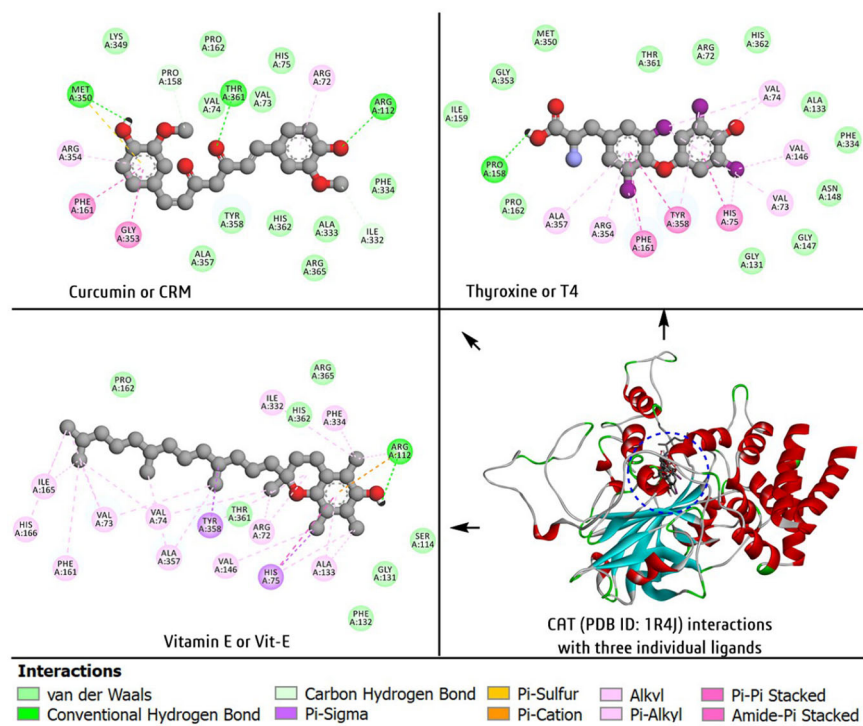 LYS
A:349
PRO
A:162
HIS
A:75
MET
A:350
PRO
A:158
THR
A:361
VAL
A:74
VAL
A:73
ARG
A:72
ARG
A:112
ARG
A:354
PHE
A:161
GLY
A:353
PHE
A:334
TYR
A:358
HIS
A:362
ALA
A:333
ILE
A:332
ALA
A:357
ARG
A:365
Curcumin or CRM
MET
A:350
THR
A:361
ARG
A:72
HIS
A:362
GLY
A:353
VAL
A:74
ILE
A:159
ALA
A:133
PHE
A:334
VAL
A:146
PRO
A:158
ASN
A:148
PRO
A:162
VAL
A:73
ALA
A:357
ARG
A:354
TYR
A:358
HIS
A:75
PHE
A:161
GLY
A:147
GLY
A:131
Thyroxine or T4
PRO
A:162
ARG
A:365
ILE
A:332
HIS
A:362
PHE
A:334
ARG
A:112
ILE
A:165
HIS
A:166
VAL
A:73
VAL
A:74
TYR
A:358
THR
A:361
ARG
A:72
SER
A:114
PHE
A:161
ALA
A:357
VAL
A:146
HIS
A:75
ALA
A:133
GLY
A:131
PHE
A:132
Vitamin E or Vit-E
CAT (PDB ID: 1R4J) interactions
with three individual ligands
Interactions
van der Waals
Conventional Hydrogen Bond
Carbon Hydrogen Bond
Pi-Sigma
Pi-Sulfur
Pi-Cation
Alkyl
Pi-Alkyl
Pi-Pi Stacked
Amide-Pi Stacked